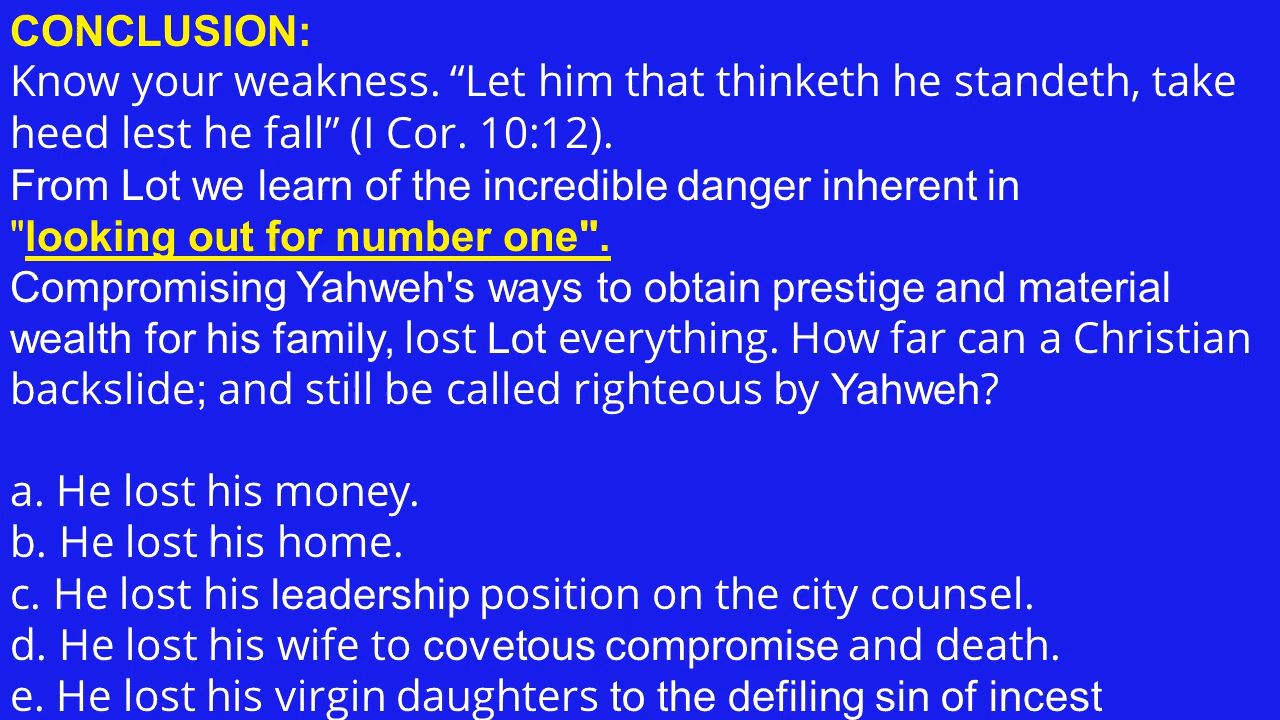 CONCLUSION:
Know your weakness. “Let him that thinketh he standeth, take
heed lest he fall” (I Cor. 10:12).
From Lot we learn of the incredible danger inherent in
"looking out for number one".
Compromising Yahweh's ways to obtain prestige and material
wealth for his family, lost Lot everything. How far can a Christian
backslide; and still be called righteous by Yahweh?
a. He lost his money.
b. He lost his home.
c. He lost his leadership position on the city counsel.
d. He lost his wife to covetous compromise and death.
e. He lost his virgin daughters to the defiling sin of incest